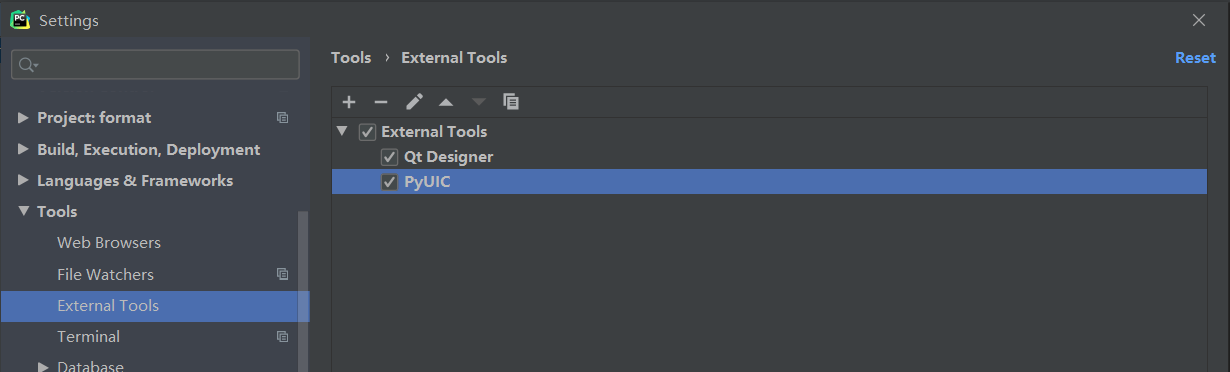 Settings
Tools › External Tools
Reset
Project: format
Build, Execution, Deployment
Languages & Frameworks
Tools
Web Browsers
File Watchers
External Tools
Terminal
Database
External Tools
Qt Designer
PyUIC